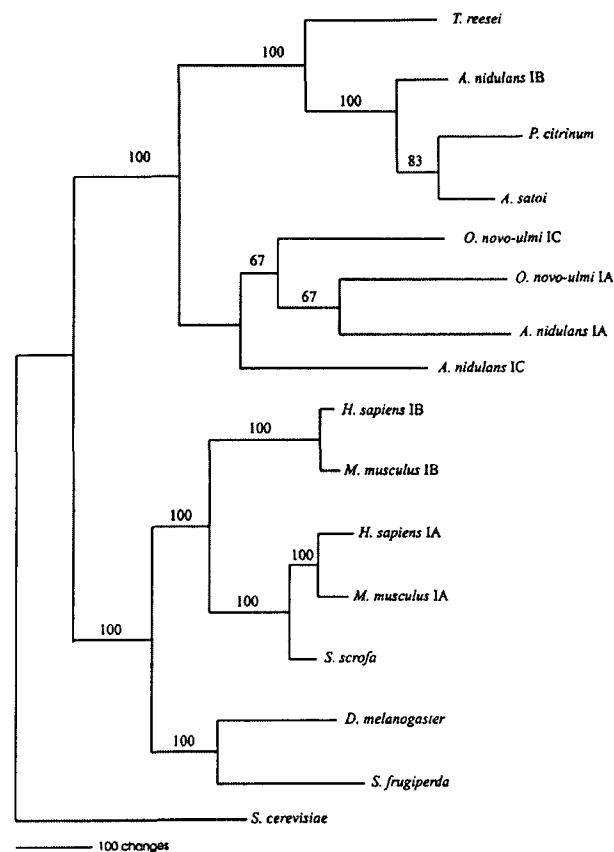 T. reesei
100
A. nidulans IB
100
P. citrinum
100
83
A. satoi
O. novo-ulmi IC
67
O. novo-ulmi IA
67
A. nidulans IA
A. nidulans IC
H. sapiens IB
100
M. musculus IB
100
H. sapiens IA
100
M. musculus IA
100
100
S. scrofa
D. melanogaster
100
S. frugiperda
S. cerevisiae
100 changes